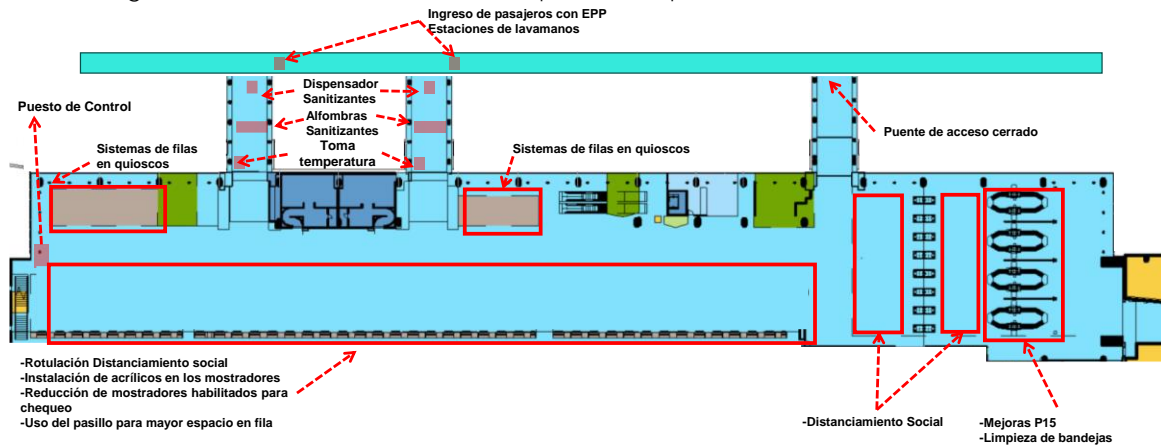 Ingreso de pasajeros con EPP
Estaciones de lavamanos
Dispensador
Sanitizantes
Puesto de Control
Alfombras
Sanitizantes
Toma
temperatura
Puente de acceso cerrado
Sistemas de filas
en quioscos
Sistemas de filas en quioscos
-Rotulación Distanciamiento social
-Instalación de acrílicos en los mostradores
-Reducción de mostradores habilitados para
chequeo
-Uso del pasillo para mayor espacio en fila
-Distanciamiento Social
-Mejoras P15
-Limpieza de bandejas